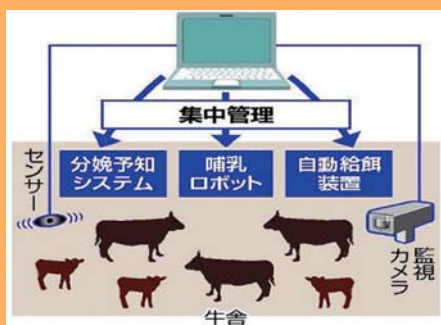 集中管理
センサー
分娩予知
システム
哺乳
ロボット
自動給餌
装置
監視
カメラ
牛舎